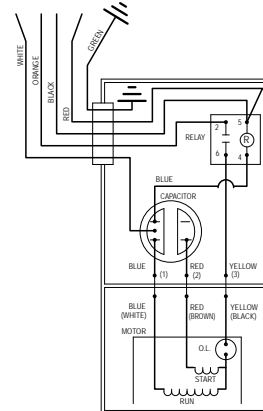 WHITE
ORANGE
BLACK
RED
GREEN
2
5
RELAY
R
6
4
BLUE
CAPACITOR
BLUE
(1)
RED
(2)
YELLOW
(3)
BLUE
(WHITE)
RED
(BROWN)
YELLOW
(BLACK)
MOTOR
O.L.
START
RUN